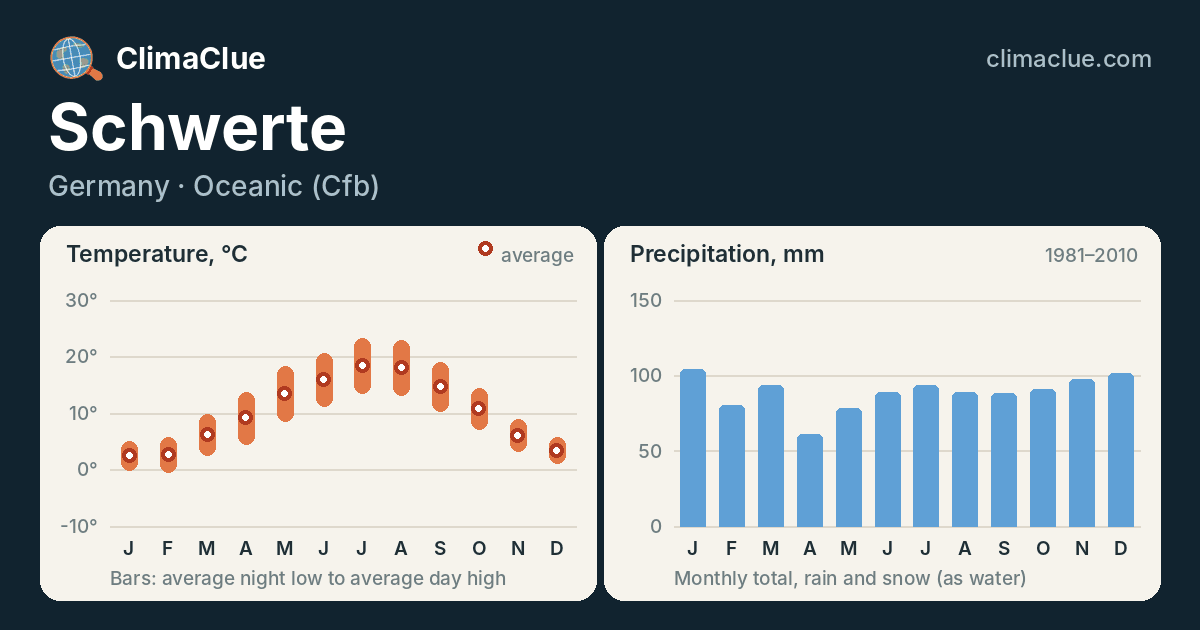 ClimaClue
climaclue.com
Schwerte
Germany · Oceanic (Cfb)
Temperature, °C
average
30°
20°
10°
0°
-10°
J F M A M J J A S O N D
Bars: average night low to average day high
Precipitation, mm
1981–2010
150
100
50
0
J F M A M J J A S O N D
Monthly total, rain and snow (as water)